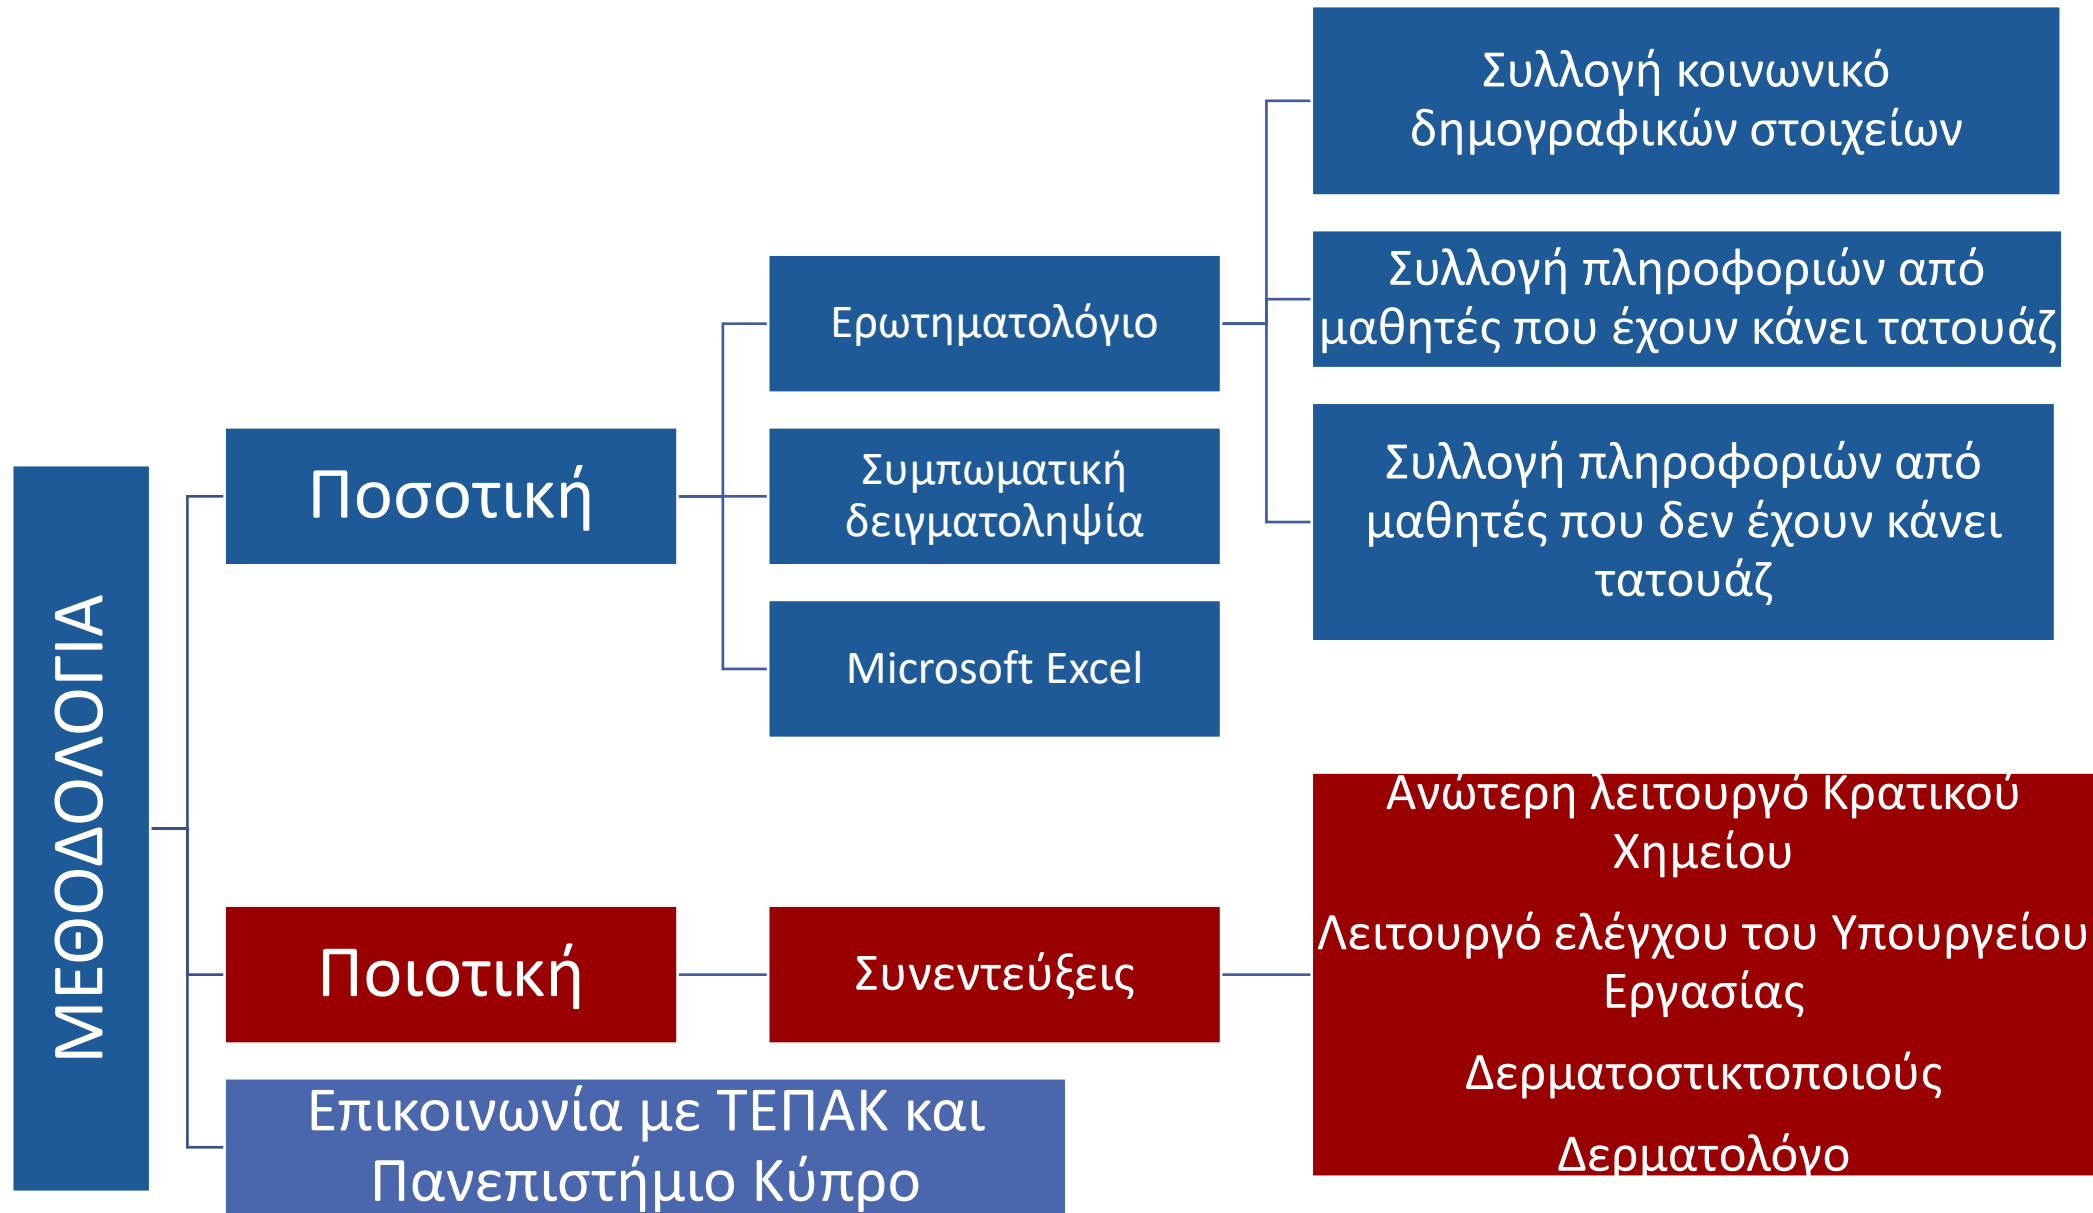 ΜΕΘΟΔΟΛΟΓΙΑ
Ποσοτική
Ερωτηματολόγιο
Συλλογή κοινωνικό
δημογραφικών στοιχείων
Συλλογή πληροφοριών από
μαθητές που έχουν κάνει τατουάζ
Συλλογή πληροφοριών από
μαθητές που δεν έχουν κάνει
τατουάζ
Συμπωματική
δειγματοληψία
Microsoft Excel
Ποιοτική
Συνεντεύξεις
Ανώτερη λειτουργό Κρατικού
Χημείου
Λειτουργό ελέγχου του Υπουργείου
Εργασίας
Δερματοστικτοποιούς
Δερματολόγο
Επικοινωνία με ΤΕΠΑΚ και
Πανεπιστήμιο Κύπρο